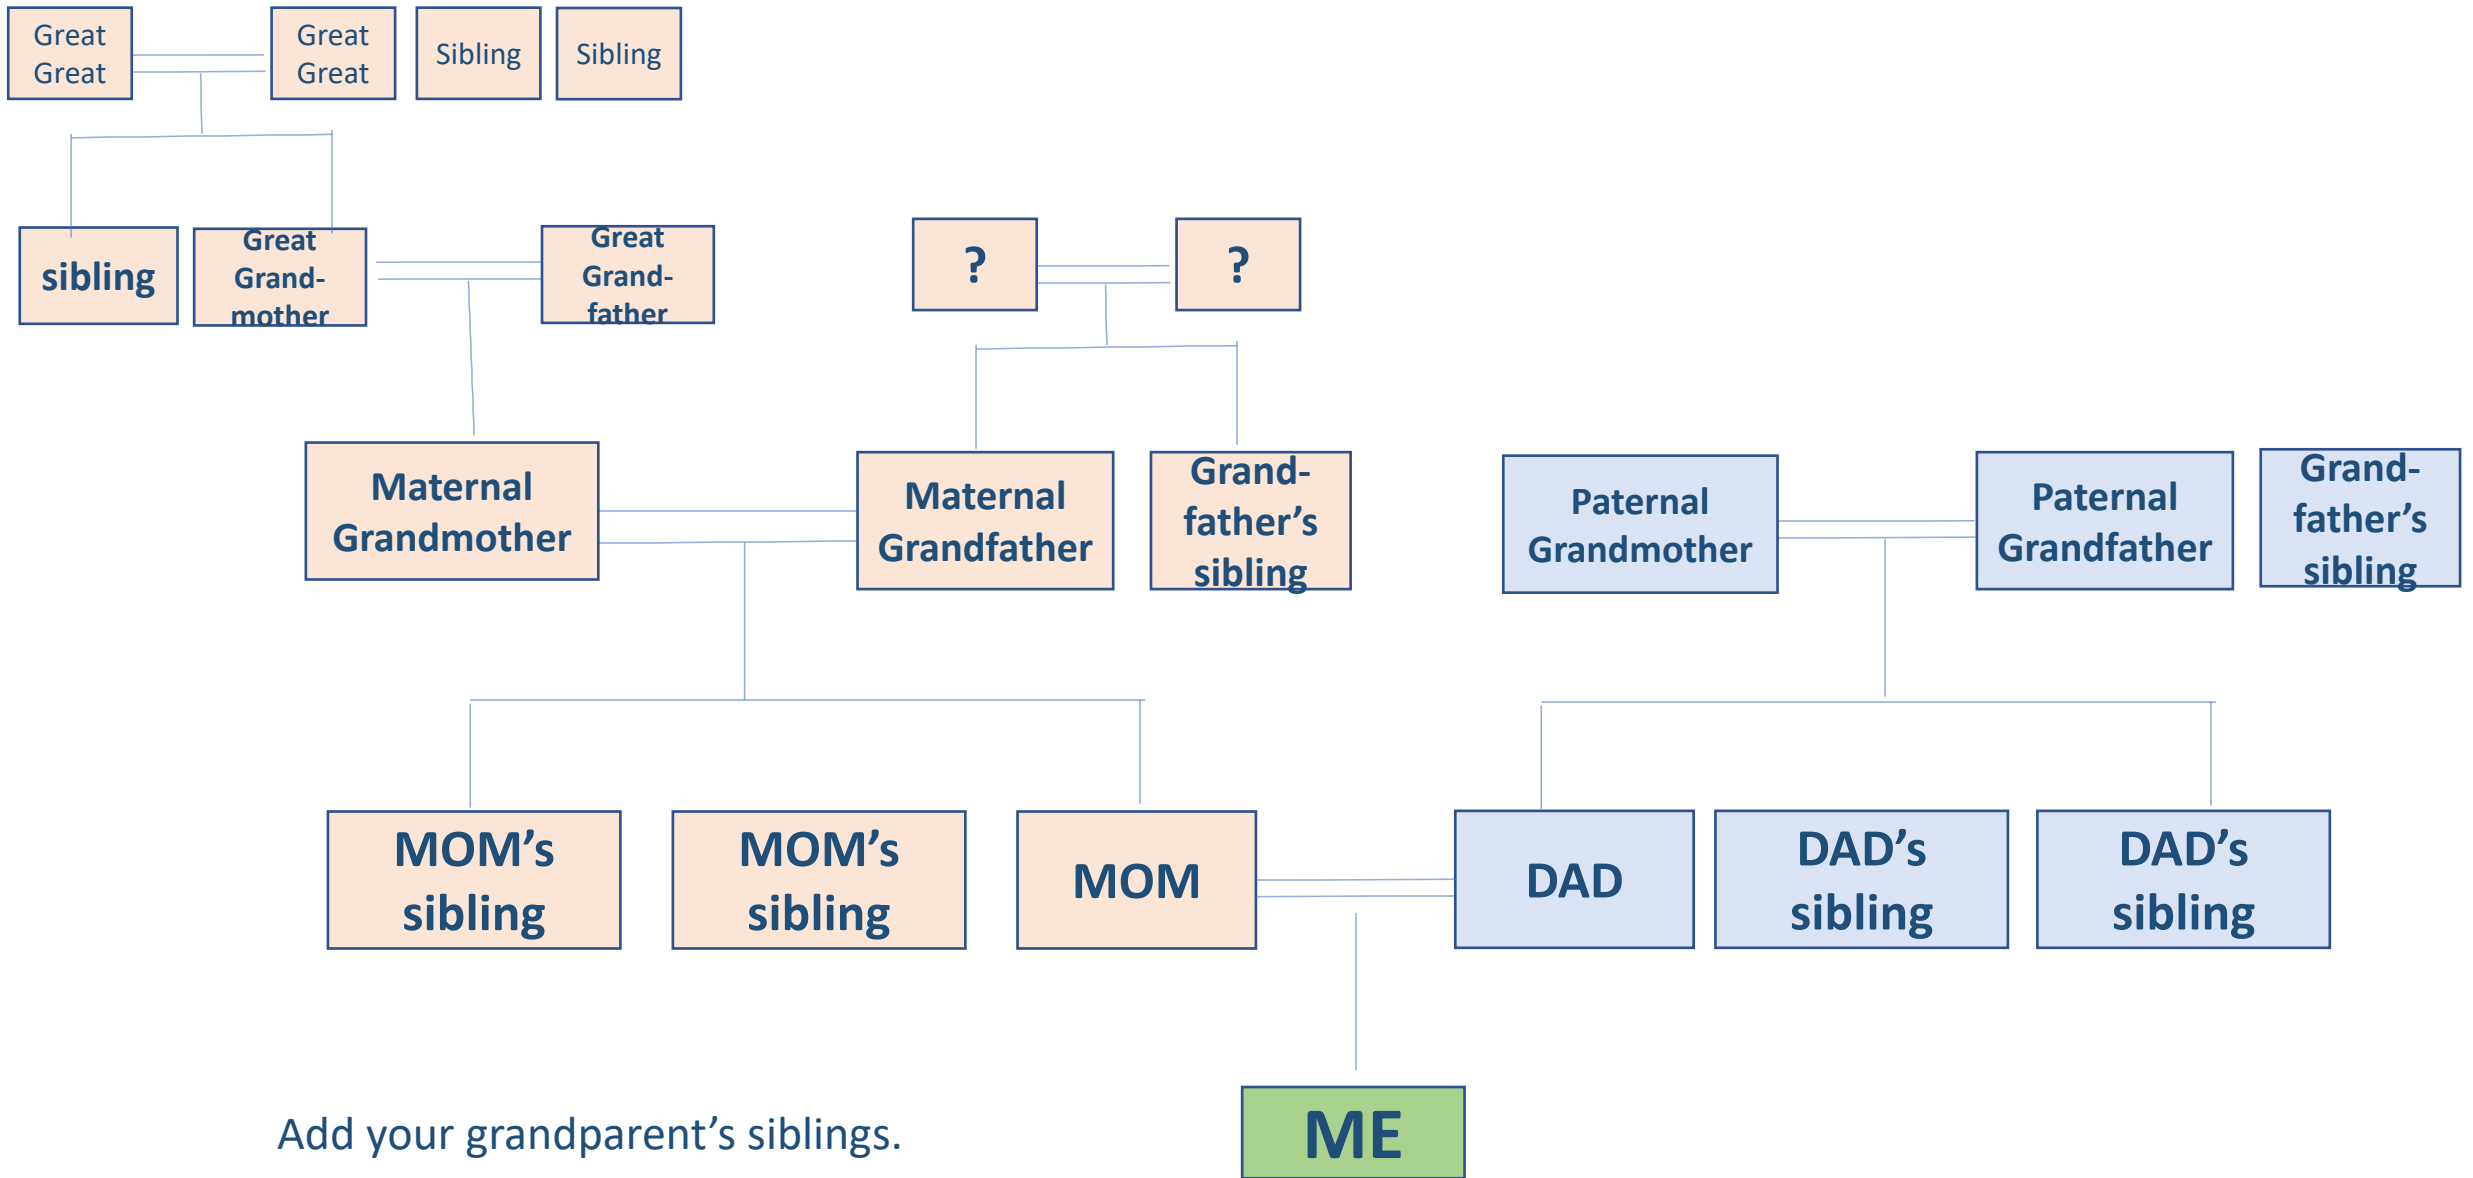 Great
Great
Great
Great
Sibling
Sibling
sibling
Great
Grand-
mother
Great
Grand-
father
?
?
Maternal
Grandmother
Maternal
Grandfather
Grand-
father’s
sibling
Paternal
Grandmother
Paternal
Grandfather
Grand-
father’s
sibling
MOM’s
sibling
MOM’s
sibling
MOM
DAD
DAD’s
sibling
DAD’s
sibling
Add your grandparent’s siblings.
ME